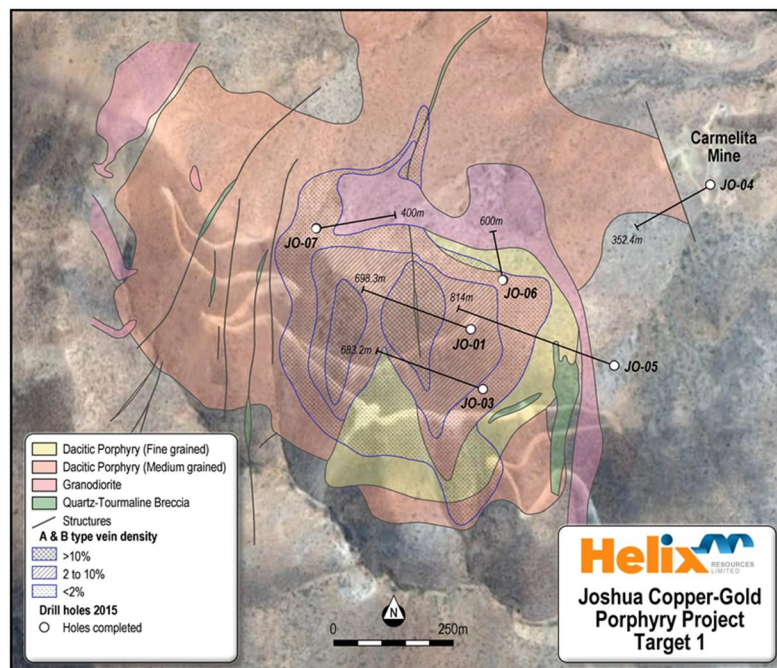 Carmelita
Mine
JO-04
400m
600m
JO-07
352.4m
698.3m
814m
JO-06
683.2m
JO-01
JO-05
JO-03
Dacitic Porphyry (Fine grained)
Dacitic Porphyry (Medium grained)
Granodiorite
Quartz-Tourmaline Breccia
Structures
A & B type vein density
>10%
2 to 10%
<2%
Drill holes 2015
Holes completed
N
0 250m
Helix
RESOURCES
LIMITED
Joshua Copper-Gold
Porphyry Project
Target 1